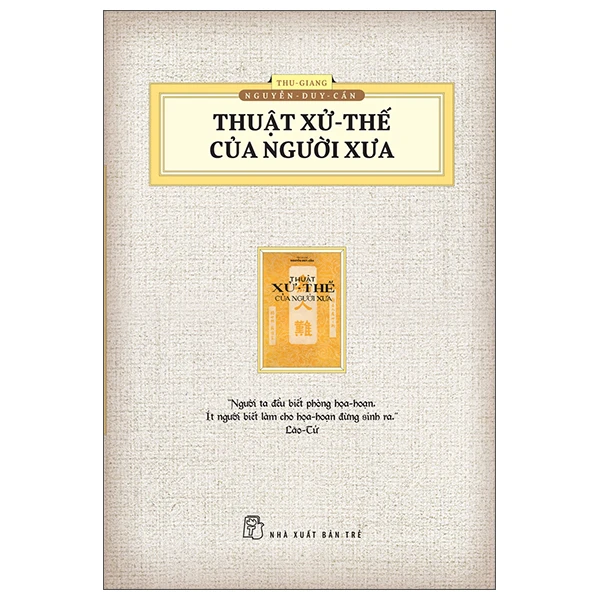 THU-GIANG
NGUYỄN-DUY-CẦN
THUẬT XỬ-THẾ
CỦA NGƯỜI XƯA
THUẬT
XỬ-THẾ
CỦA NGƯỜI XƯA
人
難
"Người ta đều biết phòng họa-hoạn.
Ít người biết làm cho họa-hoạn đừng sinh ra."
Lão-Tử
NHÀ XUẤT BẢN TRẺ